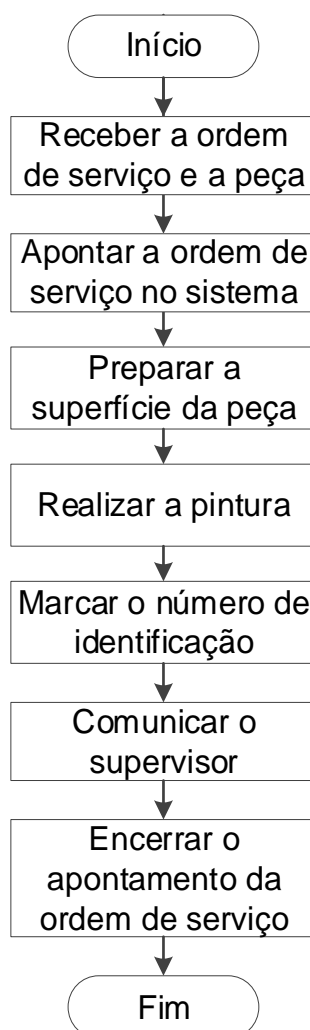 Início
Receber a ordem
de serviço e a peça
Apontar a ordem de
serviço no sistema
Preparar a
superfície da peça
Realizar a pintura
Marcar o número de
identificação
Comunicar o
supervisor
Encerrar o
apontamento da
ordem de serviço
Fim